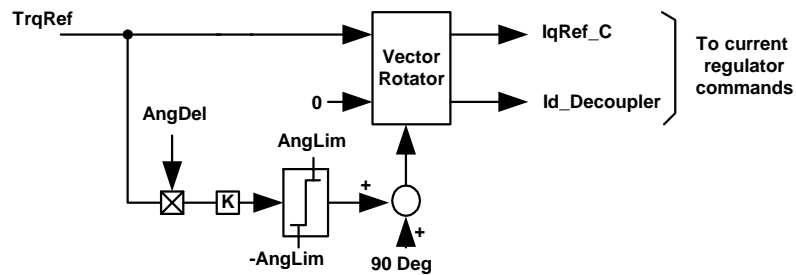 TrqRef
IqRef_C
To current
regulator
commands
Vector
Rotator
0
Id_Decoupler
AngDel
AngLim
K
+
-AngLim
+
90 Deg